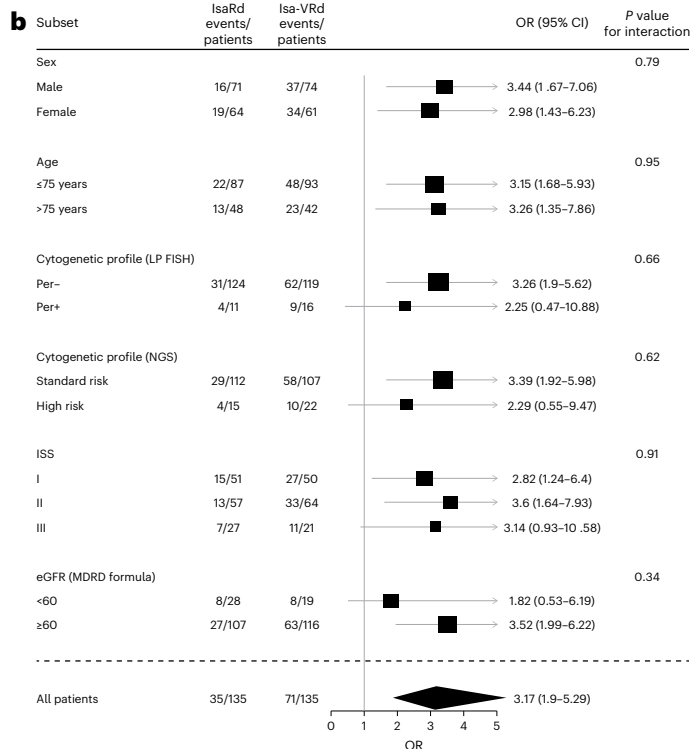 b
Subset IsaRd events/ patients Isa-VRd events/ patients OR (95% CI) P value for interaction
Sex 0.79
Male 16/71 37/74 3.44 (1 .67–7.06)
Female 19/64 34/61 2.98 (1.43–6.23)
Age 0.95
≤75 years 22/87 48/93 3.15 (1.68–5.93)
>75 years 13/48 23/42 3.26 (1.35–7.86)
Cytogenetic profile (LP FISH) 0.66
Per– 31/124 62/119 3.26 (1.9–5.62)
Per+ 4/11 9/16 2.25 (0.47–10.88)
Cytogenetic profile (NGS) 0.62
Standard risk 29/112 58/107 3.39 (1.92–5.98)
High risk 4/15 10/22 2.29 (0.55–9.47)
ISS 0.91
I 15/51 27/50 2.82 (1.24–6.4)
II 13/57 33/64 3.6 (1.64–7.93)
III 7/27 11/21 3.14 (0.93–10 .58)
eGFR (MDRD formula) 0.34
<60 8/28 8/19 1.82 (0.53–6.19)
≥60 27/107 63/116 3.52 (1.99–6.22)
All patients 35/135 71/135 3.17 (1.9–5.29)
0 1 2 3 4 5
OR